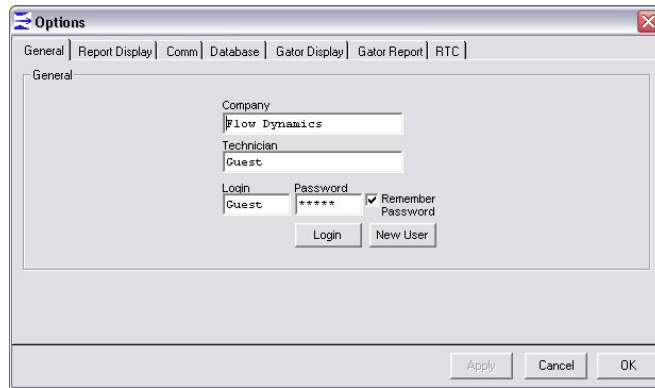 Options
General Report Display Comm Database Gator Display Gator Report RTC
General
Company
Flow Dynamics
Technician
Guest
Login Password
Guest ***** Remember
Password
Login New User
Apply Cancel OK